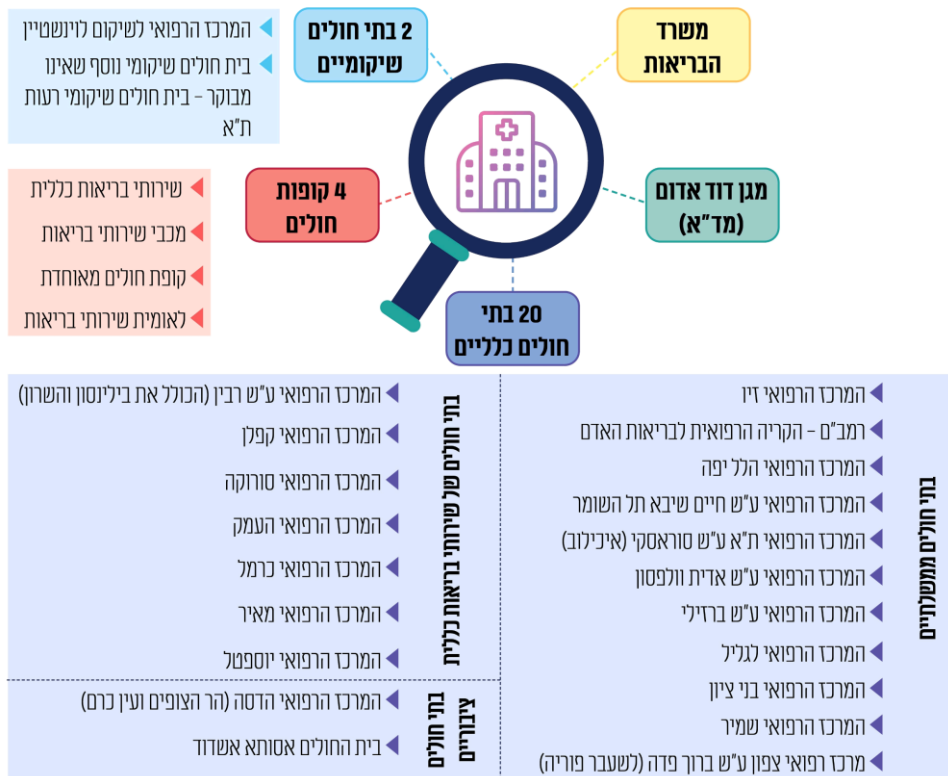 משרד
הבריאות
2 בתי חולים
שיקומיים
המרכז הרפואי לשיקום לוינשטיין
בית חולים שיקומי נוסף שאינו
מבוקר - בית חולים שיקומי רעות
ת"א
מגן דוד אדום
(מד"א)
4 קופות
חולים
שירותי בריאות כללית
מכבי שירותי בריאות
קופת חולים מאוחדת
לאומית שירותי בריאות
20 בתי
חולים כלליים
בתי חולים ממשלתיים
המרכז הרפואי זיו
רמב"ם - הקריה הרפואית לבריאות האדם
המרכז הרפואי הלל יפה
המרכז הרפואי ע"ש חיים שיבא תל השומר
המרכז הרפואי ת"א ע"ש סוראסקי (איכילוב)
המרכז הרפואי ע"ש אדית וולפסון
המרכז הרפואי ע"ש ברזילי
המרכז הרפואי לגליל
המרכז הרפואי בני ציון
המרכז הרפואי שמיר
מרכז רפואי צפון ע"ש ברוך פדה (לשעבר פוריה)
בתי חולים של שירותי בריאות כללית
המרכז הרפואי ע"ש רבין (הכולל את בילינסון והשרון)
המרכז הרפואי קפלן
המרכז הרפואי סורוקה
המרכז הרפואי העמק
המרכז הרפואי כרמל
המרכז הרפואי מאיר
המרכז הרפואי יוספטל
בתי חולים
ציבוריים
המרכז הרפואי הדסה (הר הצופים ועין כרם)
בית החולים אסותא אשדוד